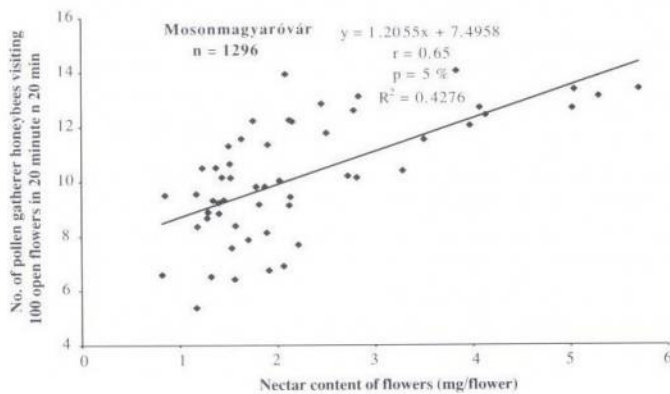 Mosonmagyaróvár
n = 1296
y = 1.2055x + 7.4958
r = 0.65
p = 5 %
R² = 0.4276
No. of pollen gatherer honeybees visiting
100 open flowers in 20 minute n 20 min
16
14
12
10
8
6
4
0
1
2
3
4
5
6
Nectar content of flowers (mg/flower)